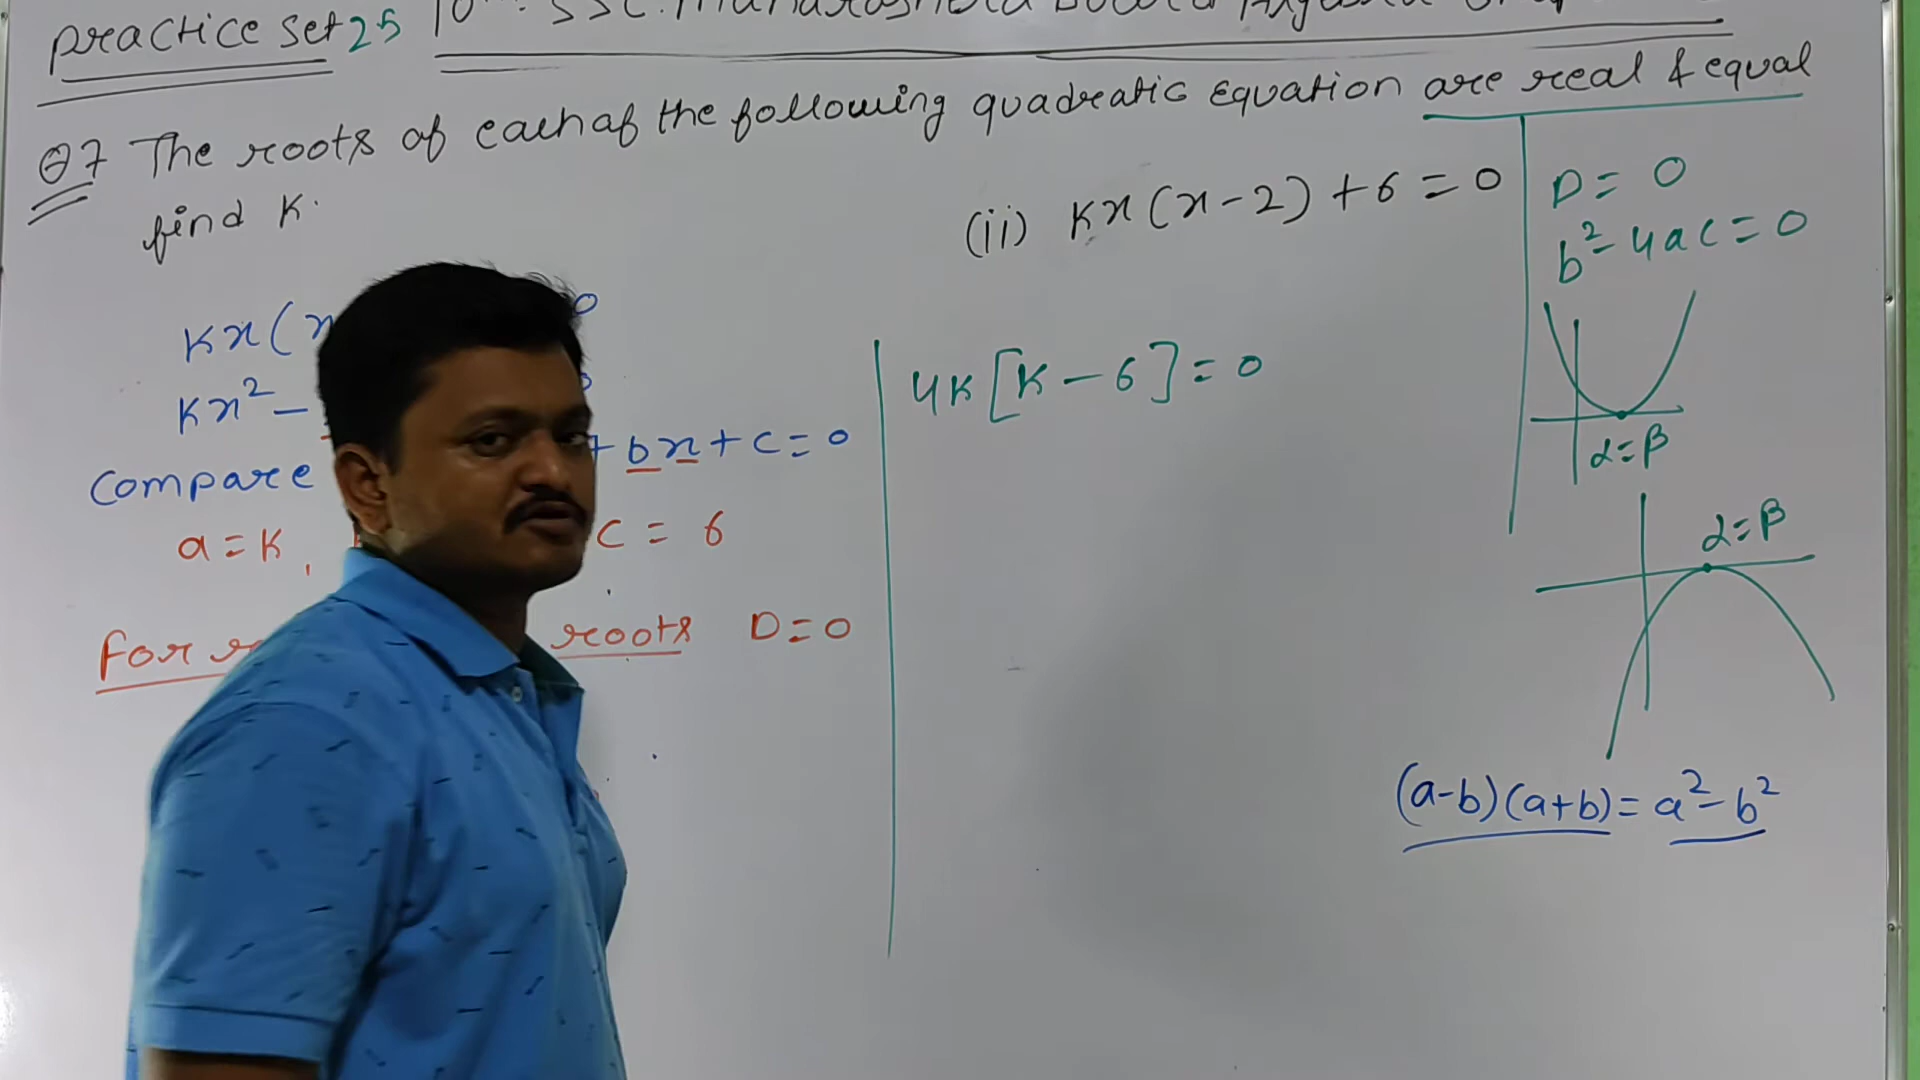 practice set 25
Q7 The roots of each of the following quadratic Equation are real & equal
find K.
(ii) Kx(x-2)+6=0
Kx(x 0
Kx²-
Compare + bx + c = 0
a = K, c = 6
For roots D=0
4K[K-6]=0
D = 0
b²-4ac=0
α=β
α=β
(a-b)(a+b)=a²-b²